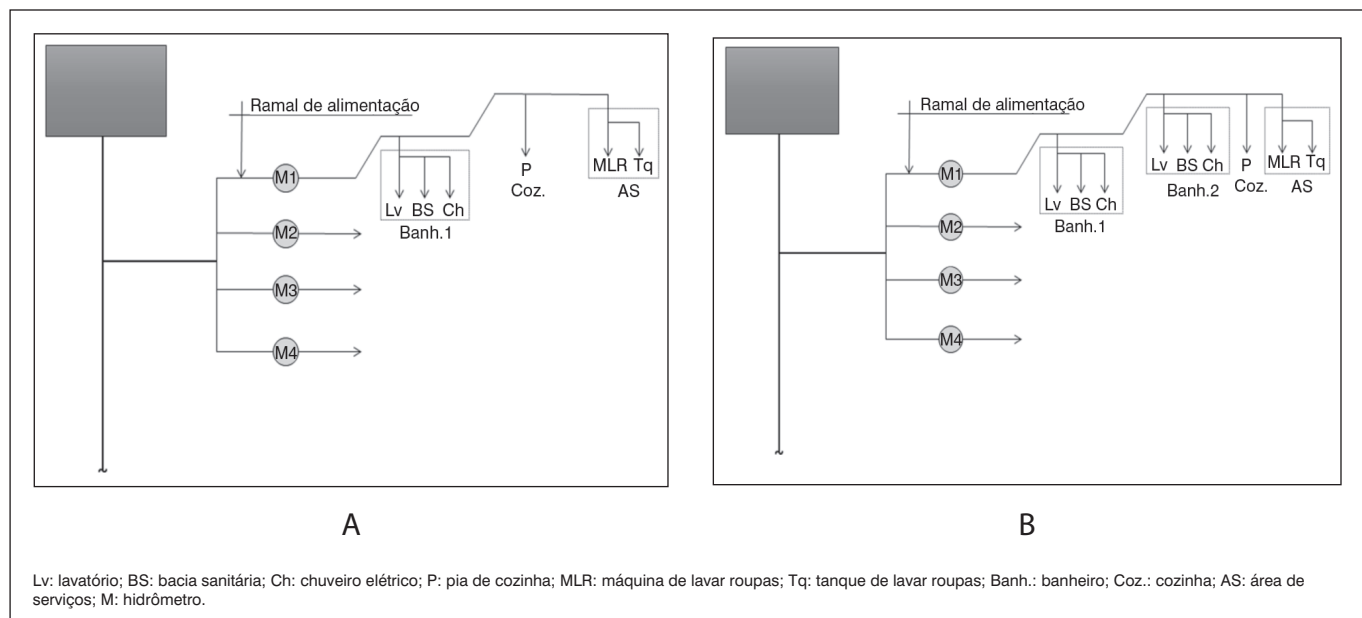 Ramal de alimentação
M1
Lv BS Ch
Banh.1
P
Coz.
MLR Tq
AS
M2
M3
M4
A
Ramal de alimentação
M1
Lv BS Ch
Banh.1
Lv BS Ch
Banh.2
P
Coz.
MLR Tq
AS
M2
M3
M4
B
Lv: lavatório; BS: bacia sanitária; Ch: chuveiro elétrico; P: pia de cozinha; MLR: máquina de lavar roupas; Tq: tanque de lavar roupas; Banh.: banheiro; Coz.: cozinha; AS: área de
serviços; M: hidrômetro.